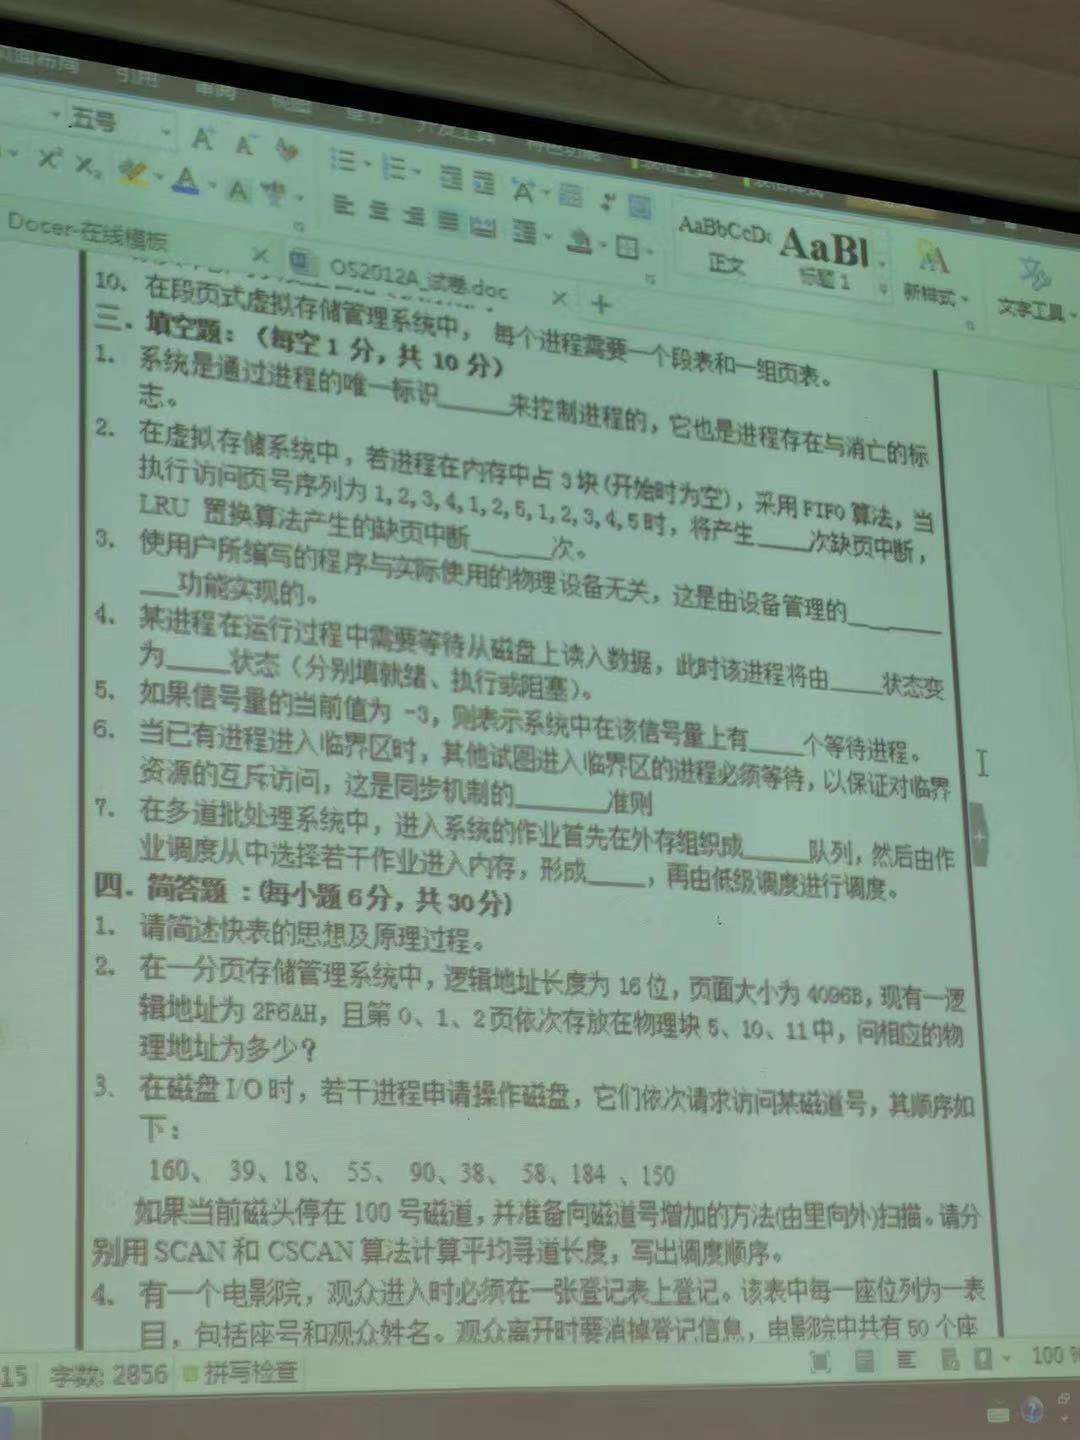 页面布局 引用 审阅 视图 章节 开发工具 特色功能
五号
AaBbCcDc AaBl
正文 标题 1 新样式 文字工具
Docer-在线模板 OS2012A_试卷.doc
10. 在段页式虚拟存储管理系统中, 每个进程需要一个段表和一组页表。
三. 填空题:（每空 1 分, 共 10 分）
1. 系统是通过进程的唯一标识_____来控制进程的, 它也是进程存在与消亡的标
志。
2. 在虚拟存储系统中, 若进程在内存中占 3块(开始时为空), 采用 FIFO 算法, 当
执行访问页号序列为 1,2,3,4,1,2,5,1,2,3,4,5时, 将产生____次缺页中断,
LRU 置换算法产生的缺页中断______次。
3. 使用户所编写的程序与实际使用的物理设备无关, 这是由设备管理的_______
___功能实现的。
4. 某进程在运行过程中需要等待从磁盘上读入数据, 此时该进程将由____状态变
为_____状态（分别填就绪、执行或阻塞）。
5. 如果信号量的当前值为 -3, 则表示系统中在该信号量上有____个等待进程。
6. 当已有进程进入临界区时, 其他试图进入临界区的进程必须等待, 以保证对临界
资源的互斥访问, 这是同步机制的_______准则
7. 在多道批处理系统中, 进入系统的作业首先在外存组织成_____队列, 然后由作
业调度从中选择若干作业进入内存, 形成____, 再由低级调度进行调度。
四. 简答题 :(每小题 6 分, 共 30 分)
1. 请简述快表的思想及原理过程。
2. 在一分页存储管理系统中, 逻辑地址长度为 16 位, 页面大小为 4096B, 现有一逻
辑地址为 2F6AH, 且第 0、1、2 页依次存放在物理块 5、10、11 中, 问相应的物
理地址为多少?
3. 在磁盘 I/O 时, 若干进程申请操作磁盘, 它们依次请求访问某磁道号, 其顺序如
下:
160、 39、18、 55、 90、38、 58、184 、150
如果当前磁头停在 100 号磁道, 并准备向磁道号增加的方法(由里向外)扫描。请分
别用 SCAN 和 CSCAN 算法计算平均寻道长度, 写出调度顺序。
4. 有一个电影院, 观众进入时必须在一张登记表上登记。该表中每一座位列为一表
目, 包括座号和观众姓名。观众离开时要消掉登记信息, 电影院中共有 50 个座
15 字数: 2856 拼写检查 100 %